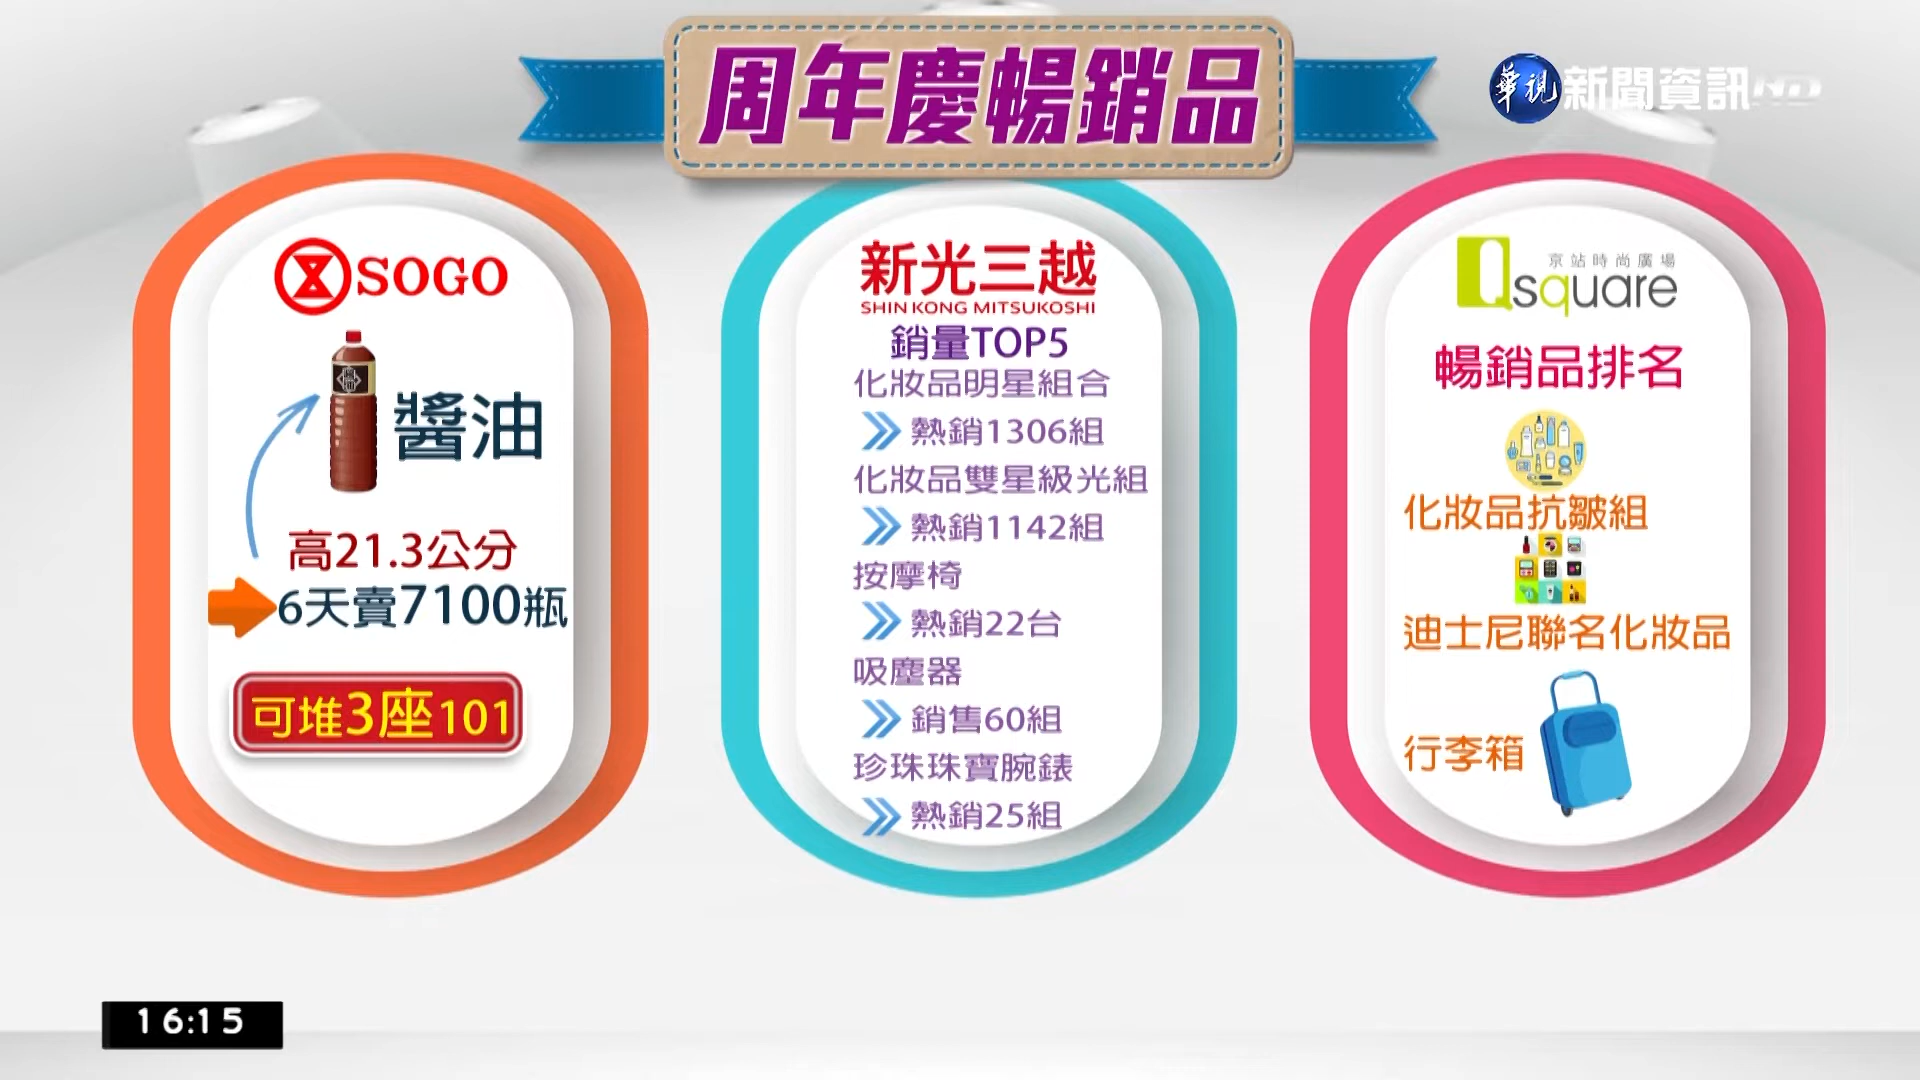 周年慶暢銷品
華視 新聞資訊HD
SOGO
醬油
高21.3公分
6天賣7100瓶
可堆3座101
新光三越
SHIN KONG MITSUKOSHI
銷量TOP5
化妝品明星組合
熱銷1306組
化妝品雙星級光組
熱銷1142組
按摩椅
熱銷22台
吸塵器
銷售60組
珍珠珠寶腕錶
熱銷25組
京站時尚廣場
Qsquare
暢銷品排名
化妝品抗皺組
迪士尼聯名化妝品
行李箱
16:15